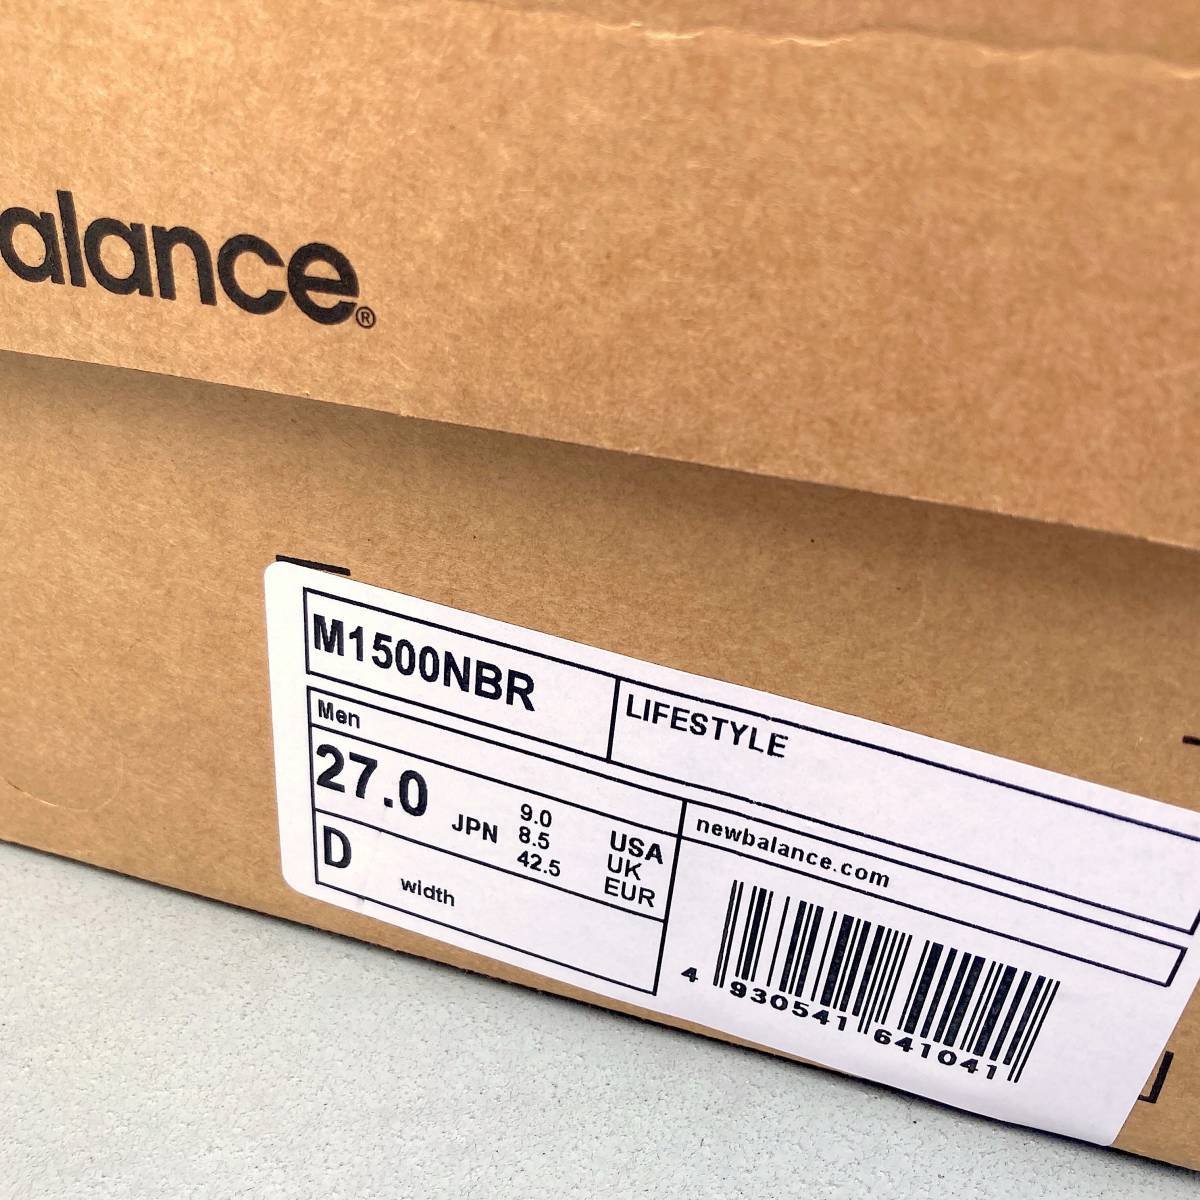 alance®
M1500NBR
LIFESTYLE
Men
27.0 JPN
9.0 USA
8.5 UK
42.5 EUR
D width
newbalance.com
4 930541 641041